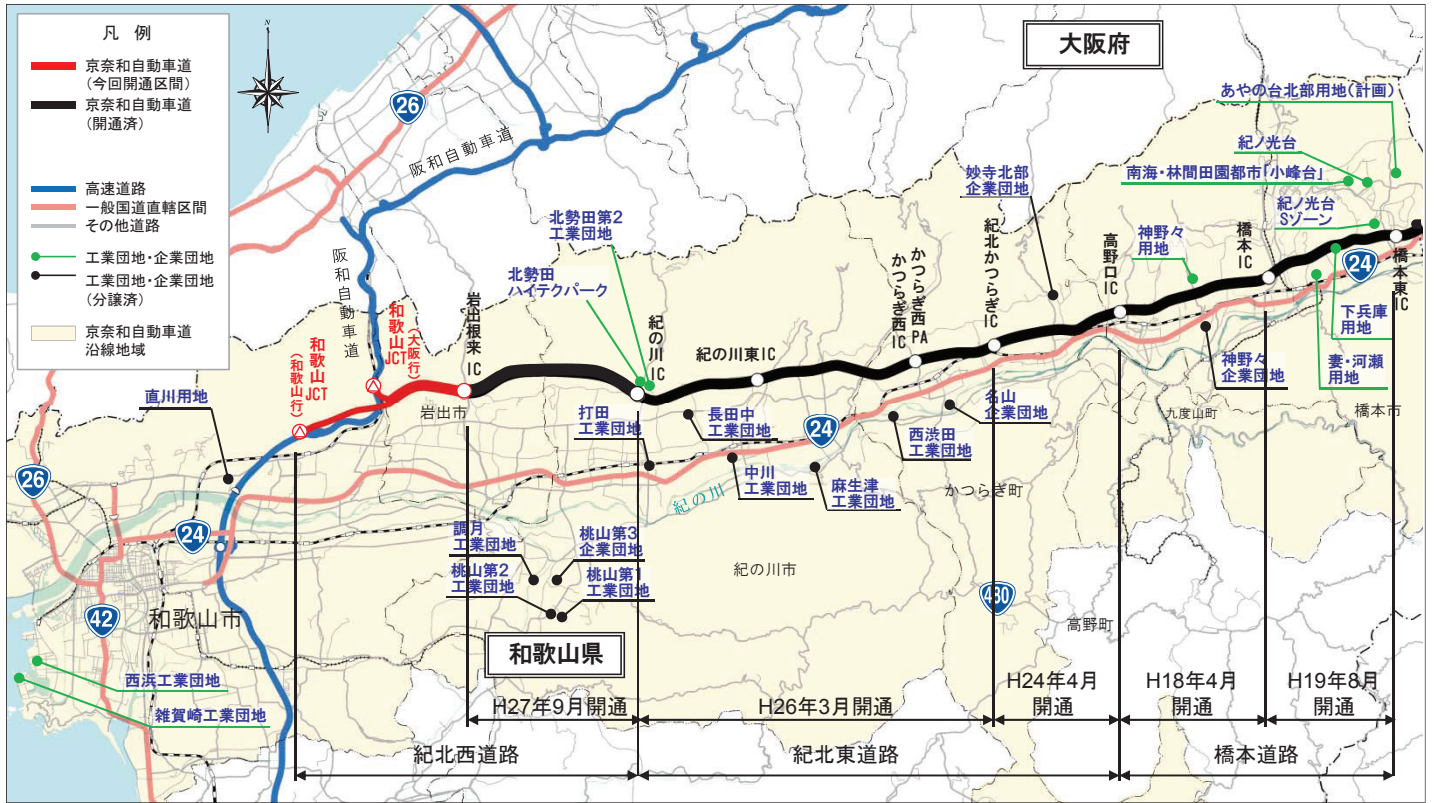 凡 例
京奈和自動車道
(今回開通区間)
京奈和自動車道
(開通済)
高速道路
一般国道直轄区間
その他道路
工業団地・企業団地
工業団地・企業団地
(分譲済)
京奈和自動車道
沿線地域
N
大阪府
26
阪和自動車道
阪和自動車道
あやの台北部用地(計画)
紀ノ光台
南海・林間田園都市「小峰台」
紀ノ光台
Sゾーン
妙寺北部
企業団地
北勢田第2
工業団地
北勢田
ハイテクパーク
神野々
用地
橋本IC
高野口IC
紀北かつらぎIC
かつらぎ西PA
かつらぎ西IC
24
橋本東IC
下兵庫
用地
妻・河瀬
用地
神野々
企業団地
橋本市
九度山町
紀の川IC
紀の川東IC
岩出根来IC
和歌山JCT
(大阪行)
和歌山JCT
(和歌山行)
直川用地
岩出市
打田
工業団地
長田中
工業団地
24
名山
企業団地
西渋田
工業団地
中川
工業団地
麻生津
工業団地
かつらぎ町
紀の川
26
24
調月
工業団地
桃山第3
企業団地
桃山第2
工業団地
桃山第1
工業団地
紀の川市
480
高野町
42
和歌山市
和歌山県
西浜工業団地
雑賀崎工業団地
H27年9月開通
H26年3月開通
H24年4月
開通
H18年4月
開通
H19年8月
開通
紀北西道路
紀北東道路
橋本道路